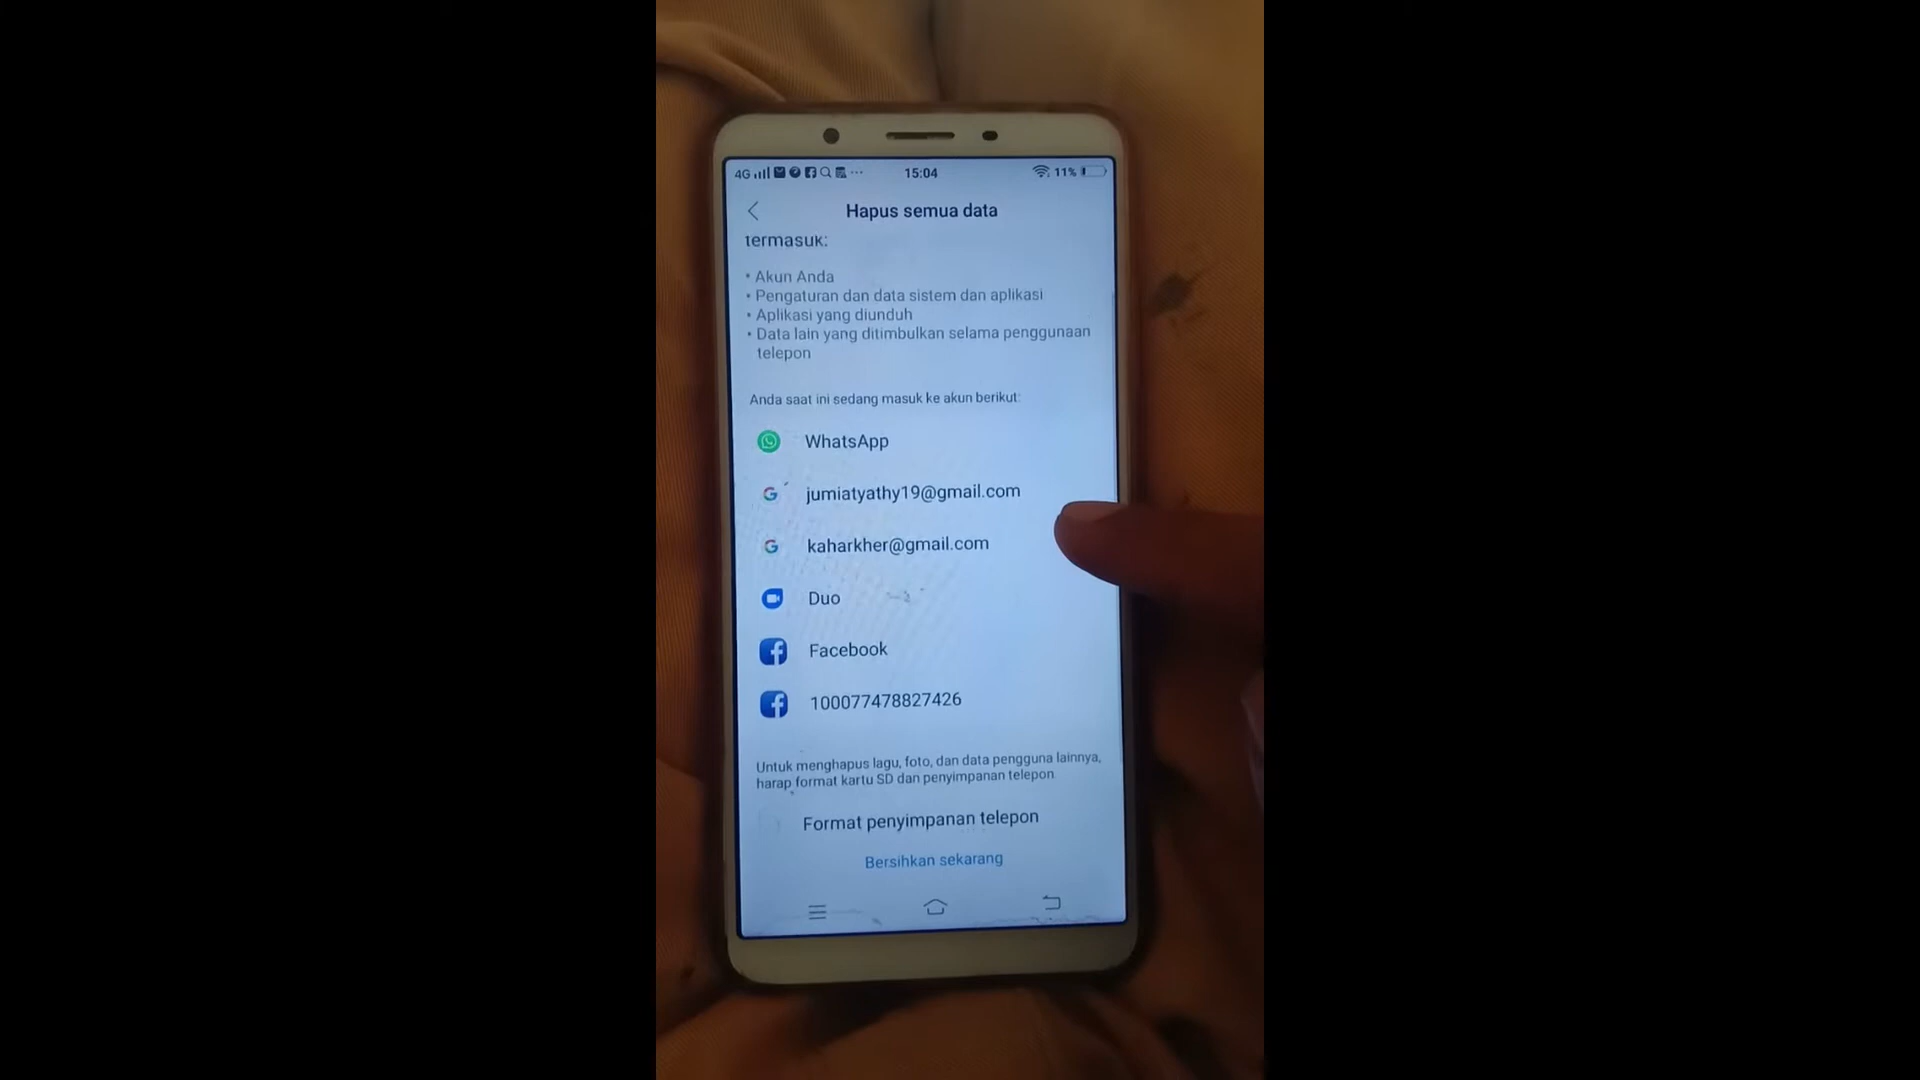 4G 15:04 11%
Hapus semua data
termasuk:
• Akun Anda
• Pengaturan dan data sistem dan aplikasi
• Aplikasi yang diunduh
• Data lain yang ditimbulkan selama penggunaan
telepon
Anda saat ini sedang masuk ke akun berikut:
WhatsApp
jumiatyathy19@gmail.com
kaharkher@gmail.com
Duo
Facebook
100077478827426
Untuk menghapus lagu, foto, dan data pengguna lainnya,
harap format kartu SD dan penyimpanan telepon
Format penyimpanan telepon
Bersihkan sekarang